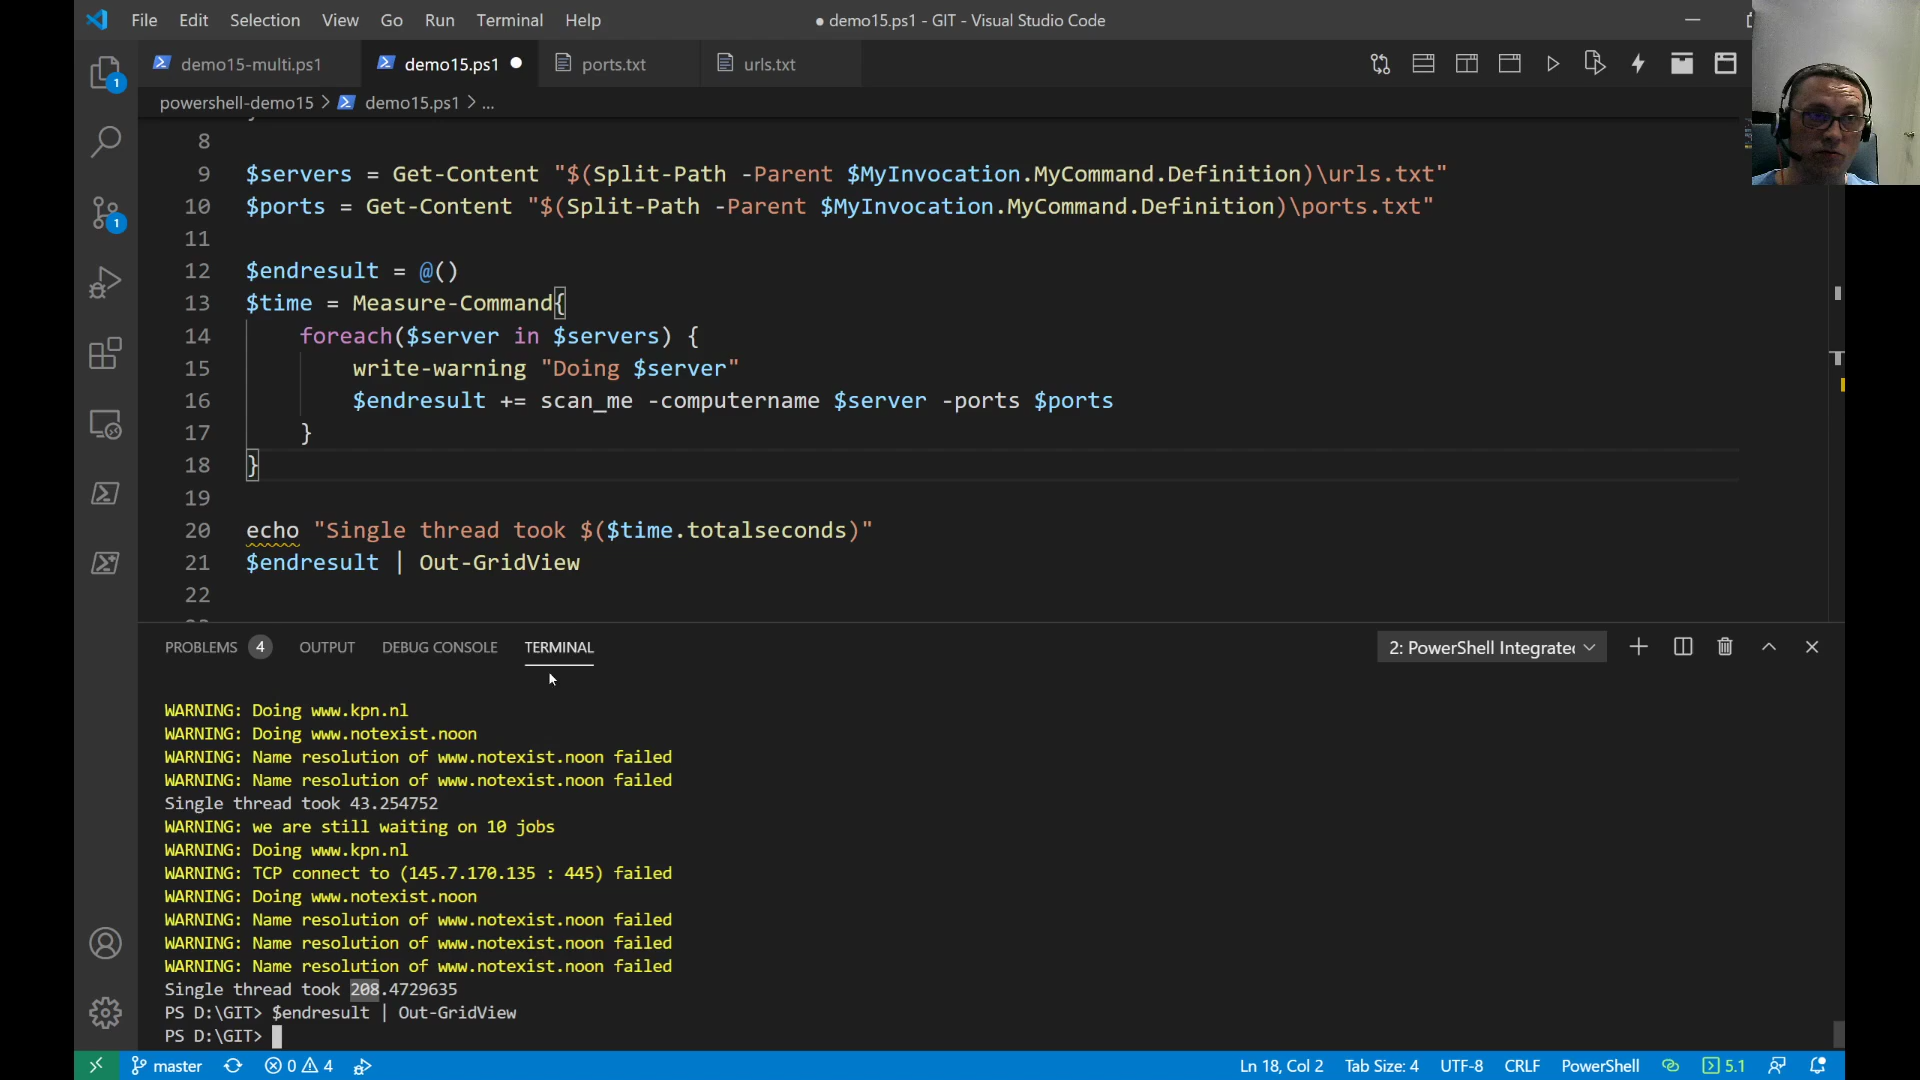 File Edit Selection View Go Run Terminal Help ● demo15.ps1 - GIT - Visual Studio Code
demo15-multi.ps1 demo15.ps1 ports.txt urls.txt
powershell-demo15 > demo15.ps1 > ...
8
9 $servers = Get-Content "$(Split-Path -Parent $MyInvocation.MyCommand.Definition)\urls.txt"
10 $ports = Get-Content "$(Split-Path -Parent $MyInvocation.MyCommand.Definition)\ports.txt"
11
12 $endresult = @()
13 $time = Measure-Command{
14 foreach($server in $servers) {
15 write-warning "Doing $server"
16 $endresult += scan_me -computername $server -ports $ports
17 }
18 }
19
20 echo "Single thread took $($time.totalseconds)"
21 $endresult | Out-GridView
22
PROBLEMS 4 OUTPUT DEBUG CONSOLE TERMINAL 2: PowerShell Integrate
WARNING: Doing www.kpn.nl
WARNING: Doing www.notexist.noon
WARNING: Name resolution of www.notexist.noon failed
WARNING: Name resolution of www.notexist.noon failed
Single thread took 43.254752
WARNING: we are still waiting on 10 jobs
WARNING: Doing www.kpn.nl
WARNING: TCP connect to (145.7.170.135 : 445) failed
WARNING: Doing www.notexist.noon
WARNING: Name resolution of www.notexist.noon failed
WARNING: Name resolution of www.notexist.noon failed
WARNING: Name resolution of www.notexist.noon failed
Single thread took 208.4729635
PS D:\GIT> $endresult | Out-GridView
PS D:\GIT>
master 0 4 Ln 18, Col 2 Tab Size: 4 UTF-8 CRLF PowerShell 5.1
1
1